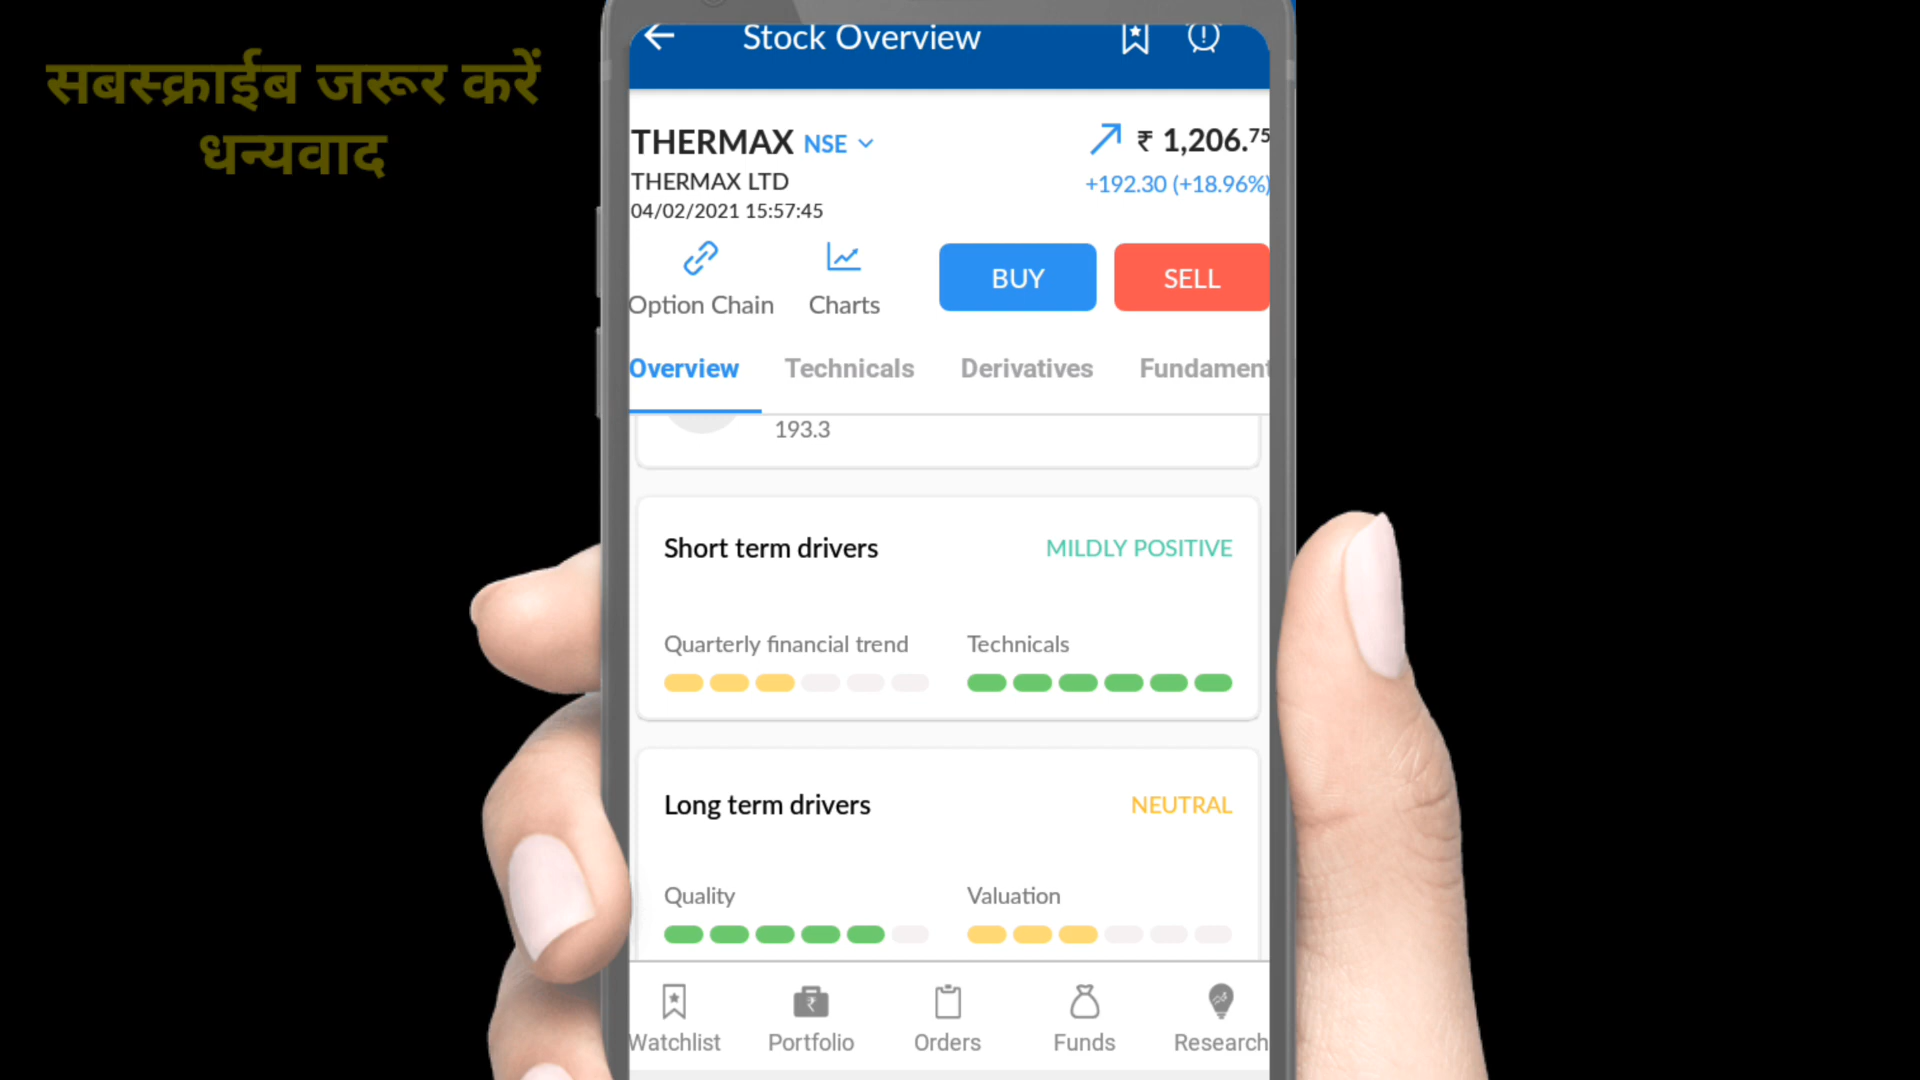 सबस्क्राईब जरूर करें
धन्यवाद
Stock Overview
THERMAX NSE
₹ 1,206.75
THERMAX LTD
+192.30 (+18.96%)
04/02/2021 15:57:45
Option Chain
Charts
BUY
SELL
Overview
Technicals
Derivatives
Fundament
193.3
Short term drivers
MILDLY POSITIVE
Quarterly financial trend
Technicals
Long term drivers
NEUTRAL
Quality
Valuation
Watchlist
Portfolio
Orders
Funds
Research